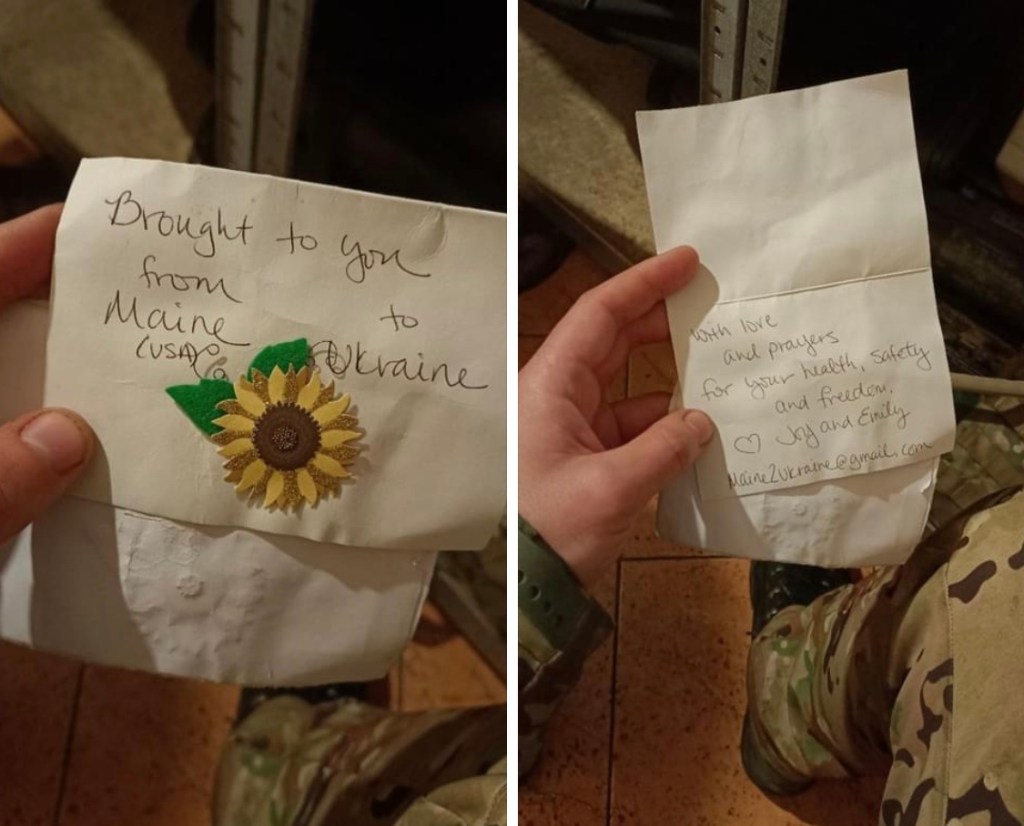 Brought to you
from
Maine to
(USA) Ukraine
With love
and prayers
for your health, safety
and freedom.
♡ Joy and Emily
Maine2Ukraine@gmail.com